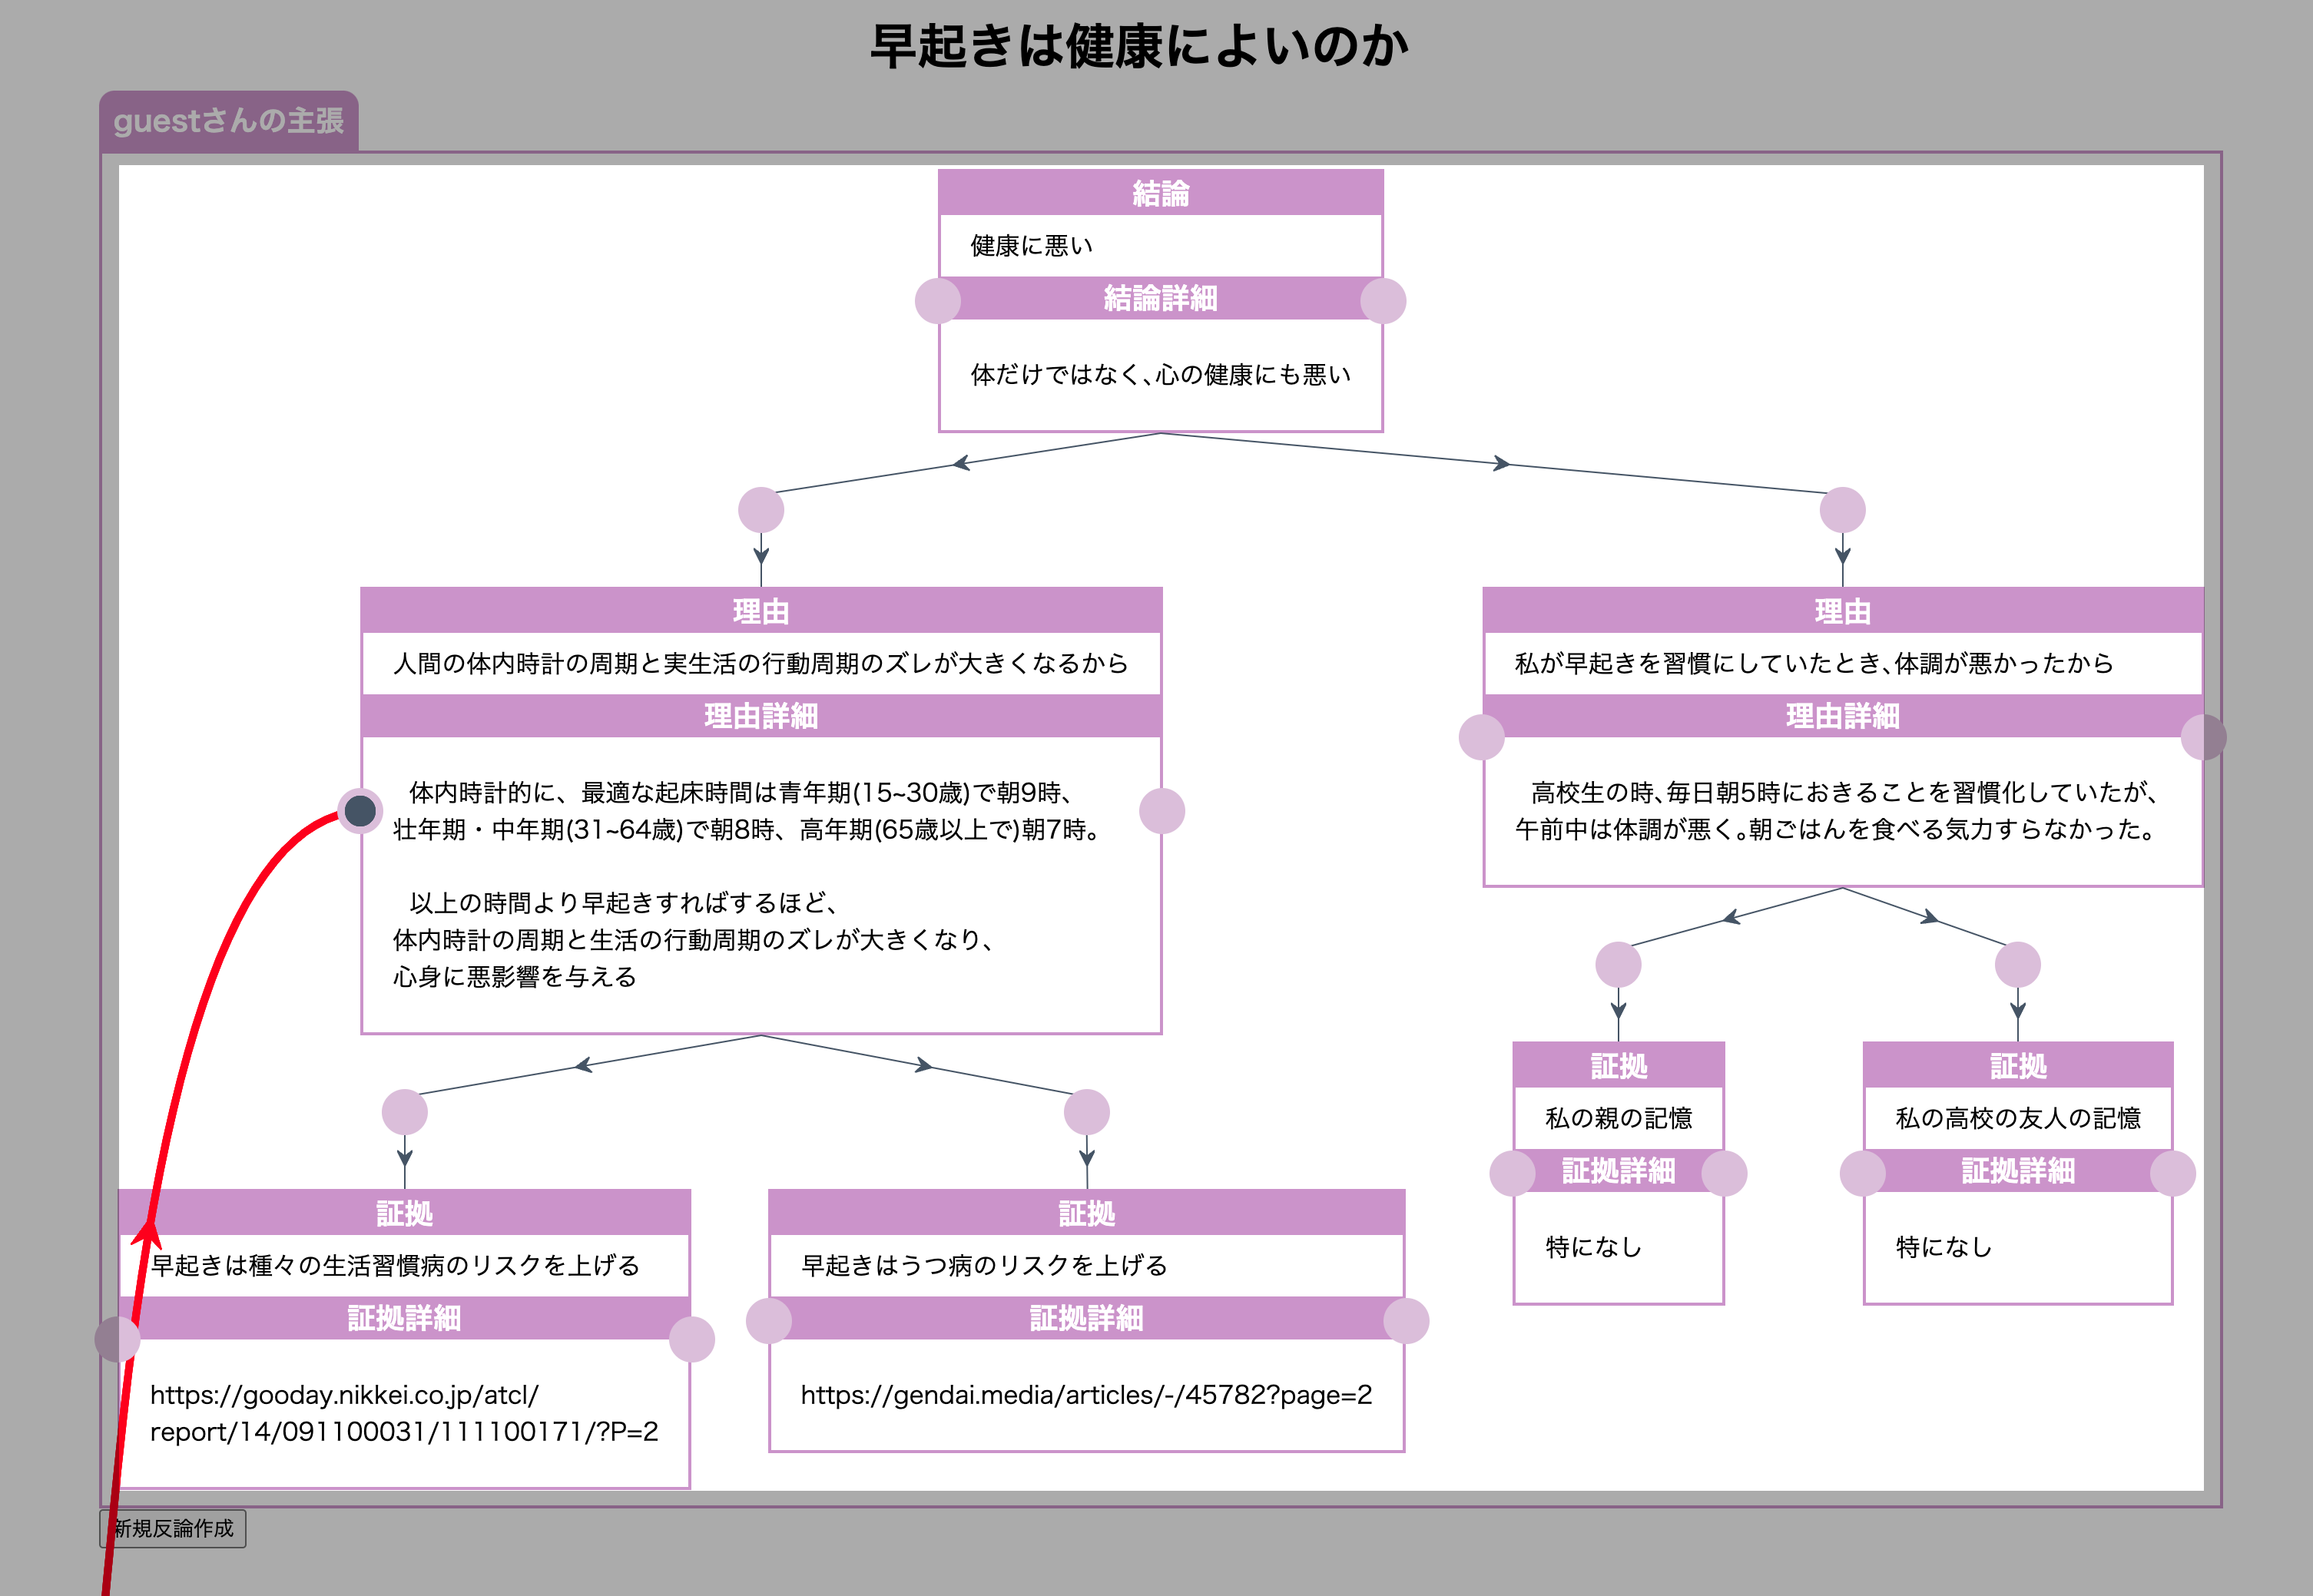 早起きは健康によいのか
guestさんの主張
結論
健康に悪い
結論詳細
体だけではなく、心の健康にも悪い
理由
人間の体内時計の周期と実生活の行動周期のズレが大きくなるから
理由詳細
体内時計的に、最適な起床時間は青年期(15~30歳)で朝9時、
壮年期・中年期(31~64歳)で朝8時、高年期(65歳以上で)朝7時。
以上の時間より早起きすればするほど、
体内時計の周期と生活の行動周期のズレが大きくなり、
心身に悪影響を与える
理由
私が早起きを習慣にしていたとき、体調が悪かったから
理由詳細
高校生の時、毎日朝5時におきることを習慣化していたが、
午前中は体調が悪く。朝ごはんを食べる気力すらなかった。
証拠
早起きは種々の生活習慣病のリスクを上げる
証拠詳細
https://gooday.nikkei.co.jp/atcl/
report/14/091100031/111100171/?P=2
証拠
早起きはうつ病のリスクを上げる
証拠詳細
https://gendai.media/articles/-/45782?page=2
証拠
私の親の記憶
証拠詳細
特になし
証拠
私の高校の友人の記憶
証拠詳細
特になし
新規反論作成